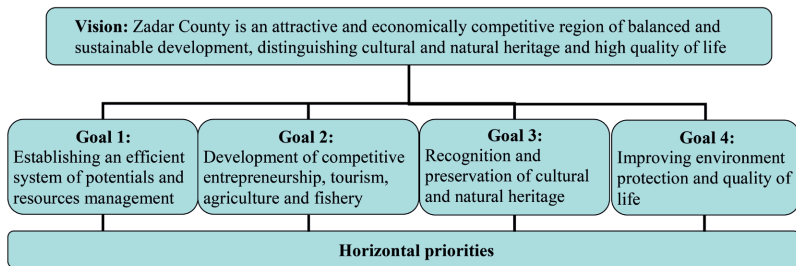 Vision: Zadar County is an attractive and economically competitive region of balanced and
sustainable development, distinguishing cultural and natural heritage and high quality of life
Goal 1:
Establishing an efficient
system of potentials and
resources management
Goal 2:
Development of competitive
entrepreneurship, tourism,
agriculture and fishery
Goal 3:
Recognition and
preservation of cultural
and natural heritage
Goal 4:
Improving environment
protection and quality of
life
Horizontal priorities